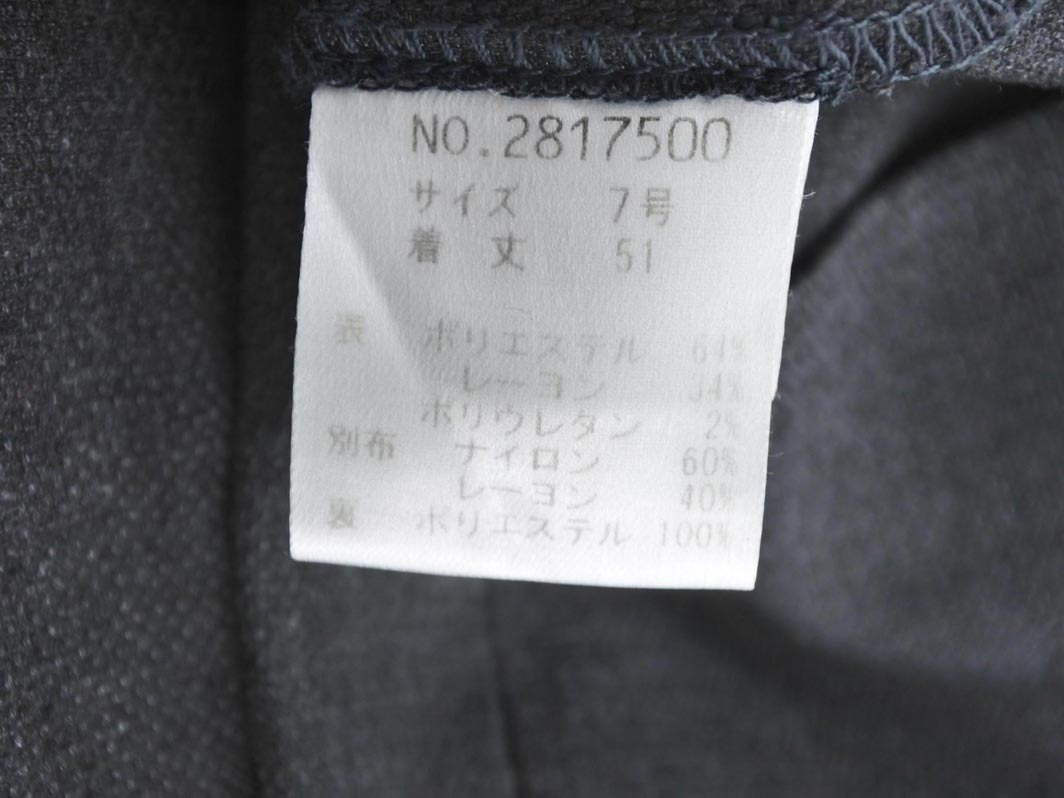 NO.2817500
サイズ 7号
着 丈 51
表 ポリエステル 64%
レーヨン 34%
ポリウレタン 2%
別布 ナイロン 60%
レーヨン 40%
裏 ポリエステル 100%